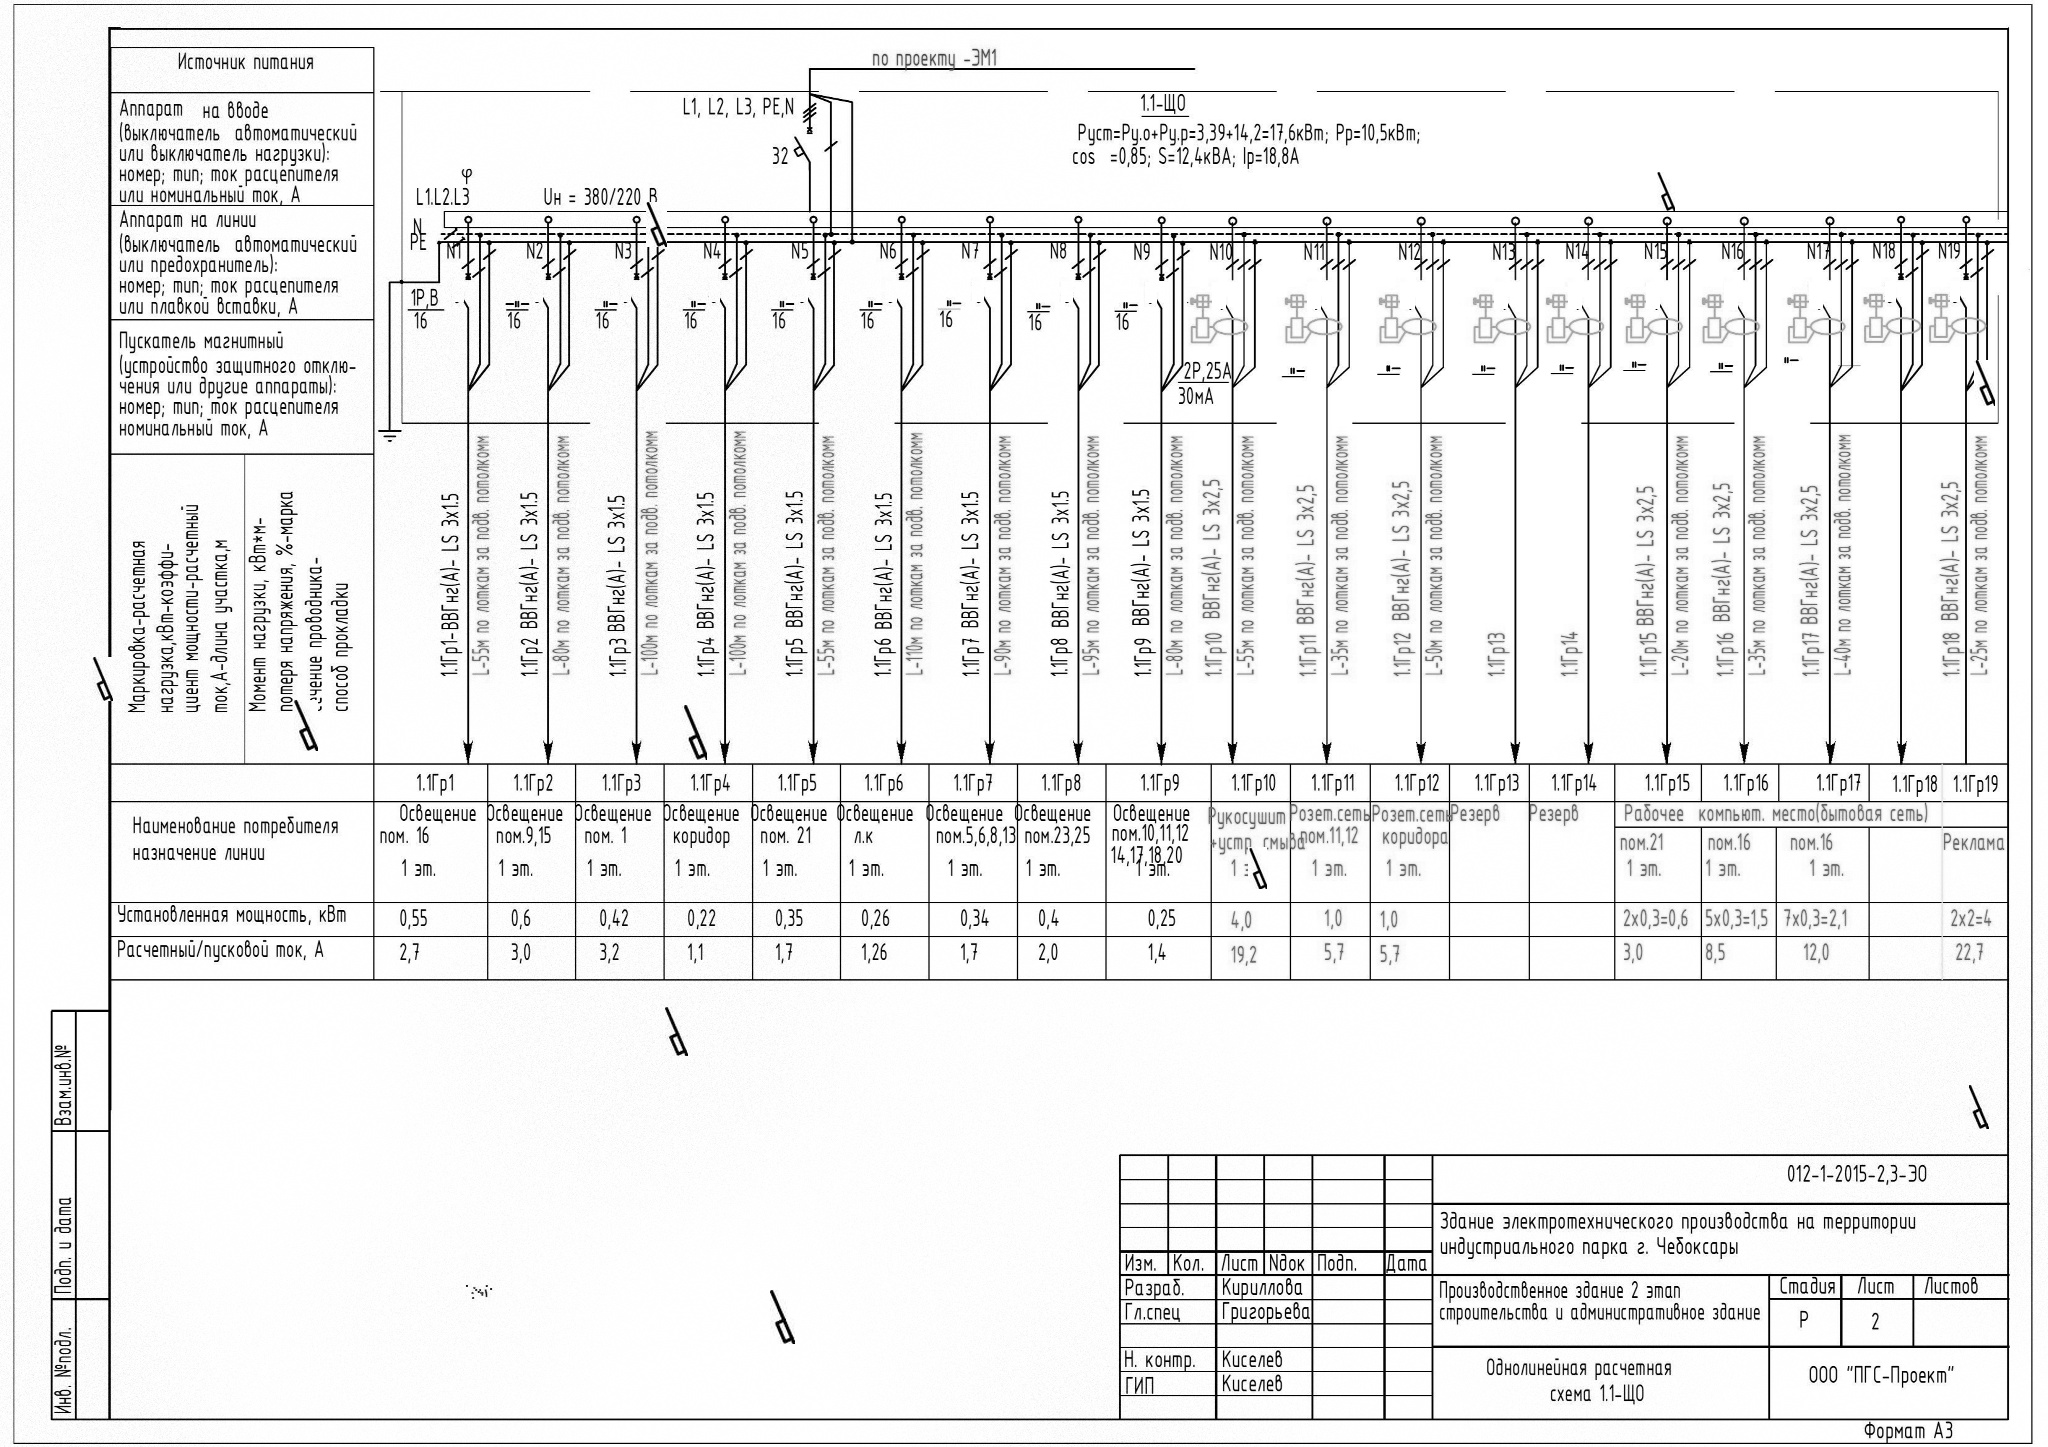 Источник питания
Аппарат на вводе
(выключатель автоматический
или выключатель нагрузки):
номер; тип; ток расцепителя
или номинальный ток, А
Аппарат на линии
(выключатель автоматический
или предохранитель):
номер; тип; ток расцепителя
или плавкой вставки, А
Пускатель магнитный
(устройство защитного отклю-
чения или другие аппараты):
номер; тип; ток расцепителя
номинальный ток, А
Маркировка-расчетная
нагрузка,кВт-коэффи-
циент мощности-расчетный
ток,А-длина участка,м
Момент нагрузки, кВт*м-
потеря напряжения, %-марка
сечение проводника-
способ прокладки
по проекту -ЭМ1
L1, L2, L3, PE,N
32
1.1-ЩО
Руст=Ру.о+Ру.р=3,39+14,2=17,6кВт; Рр=10,5кВт;
cos =0,85; S=12,4кВА; Iр=18,8А
φ
L1.L2.L3
Uн = 380/220 В
N
PE
N1 N2 N3 N4 N5 N6 N7 N8 N9 N10 N11 N12 N13 N14 N15 N16 N17 N18 N19
1Р,В
16
-"- 16
-"- 16
-"- 16
-"- 16
-"- 16
-"- 16
-"- 16
-"- 16
2Р,25А
30мА
-"- -"- -"- -"- -"- -"- -"-
1.1Гр1-ВВГнг(А)- LS 3х1.5
L-55м по лоткам за подв. потолкомм
1.1Гр2 ВВГнг(А)- LS 3х1.5
L-80м по лоткам за подв. потолкомм
1.1Гр3 ВВГнг(А)- LS 3х1.5
L-100м по лоткам за подв. потолкомм
1.1Гр4 ВВГнг(А)- LS 3х1.5
L-100м по лоткам за подв. потолкомм
1.1Гр5 ВВГнг(А)- LS 3х1.5
L-55м по лоткам за подв. потолкомм
1.1Гр6 ВВГнг(А)- LS 3х1.5
L-110м по лоткам за подв. потолкомм
1.1Гр7 ВВГнг(А)- LS 3х1.5
L-90м по лоткам за подв. потолкомм
1.1Гр8 ВВГнг(А)- LS 3х1.5
L-95м по лоткам за подв. потолкомм
1.1Гр9 ВВГнг(А)- LS 3х1.5
L-80м по лоткам за подв. потолкомм
1.1Гр10 ВВГнг(А)- LS 3х2,5
L-55м по лоткам за подв. потолкомм
1.1Гр11 ВВГнг(А)- LS 3х2,5
L-35м по лоткам за подв. потолкомм
1.1Гр12 ВВГнг(А)- LS 3х2,5
L-50м по лоткам за подв. потолкомм
1.1Гр13
1.1Гр14
1.1Гр15 ВВГнг(А)- LS 3х2,5
L-20м по лоткам за подв. потолкомм
1.1Гр16 ВВГнг(А)- LS 3х2,5
L-35м по лоткам за подв. потолкомм
1.1Гр17 ВВГнг(А)- LS 3х2,5
L-40м по лоткам за подв. потолкомм
1.1Гр18 ВВГнг(А)- LS 3х2,5
L-25м по лоткам за подв. потолкомм
1.1Гр1 1.1Гр2 1.1Гр3 1.1Гр4 1.1Гр5 1.1Гр6 1.1Гр7 1.1Гр8 1.1Гр9 1.1Гр10 1.1Гр11 1.1Гр12 1.1Гр13 1.1Гр14 1.1Гр15 1.1Гр16 1.1Гр17 1.1Гр18 1.1Гр19
Наименование потребителя
назначение линии
Освещение
пом. 16
1 эт.
Освещение
пом.9,15
1 эт.
Освещение
пом. 1
1 эт.
Освещение
коридор
1 эт.
Освещение
пом. 21
1 эт.
Освещение
л.к
1 эт.
Освещение
пом.5,6,8,13
1 эт.
Освещение
пом.23,25
1 эт.
Освещение
пом.10,11,12
14,17,18,20
1 эт.
Рукосушит
+устр смыва
1 э
Розет.сеть
пом.11,12
1 эт.
Розет.сеть
коридора
1 эт.
Резерв
Резерв
Рабочее компьют. место(бытовая сеть)
пом.21
1 эт.
пом.16
1 эт.
пом.16
1 эт.
Реклама
Установленная мощность, кВт 0,55 0,6 0,42 0,22 0,35 0,26 0,34 0,4 0,25 4,0 1,0 1,0 2х0,3=0,6 5х0,3=1,5 7х0,3=2,1 2х2=4
Расчетный/пусковой ток, А 2,7 3,0 3,2 1,1 1,7 1,26 1,7 2,0 1,4 19,2 5,7 5,7 3,0 8,5 12,0 22,7
Взам.инв.№
Подп. и дата
Инв. №подл.
012-1-2015-2,3-ЭО
Здание электротехнического производства на территории
индустриального парка г. Чебоксары
Изм. Кол. Лист Nдок Подп. Дата
Разраб. Кириллова
Гл.спец Григорьева
Н. контр. Киселев
ГИП Киселев
Производственное здание 2 этап
строительства и административное здание
Стадия Лист Листов
Р 2
Однолинейная расчетная
схема 1.1-ЩО
ООО "ПГС-Проект"
Формат А3